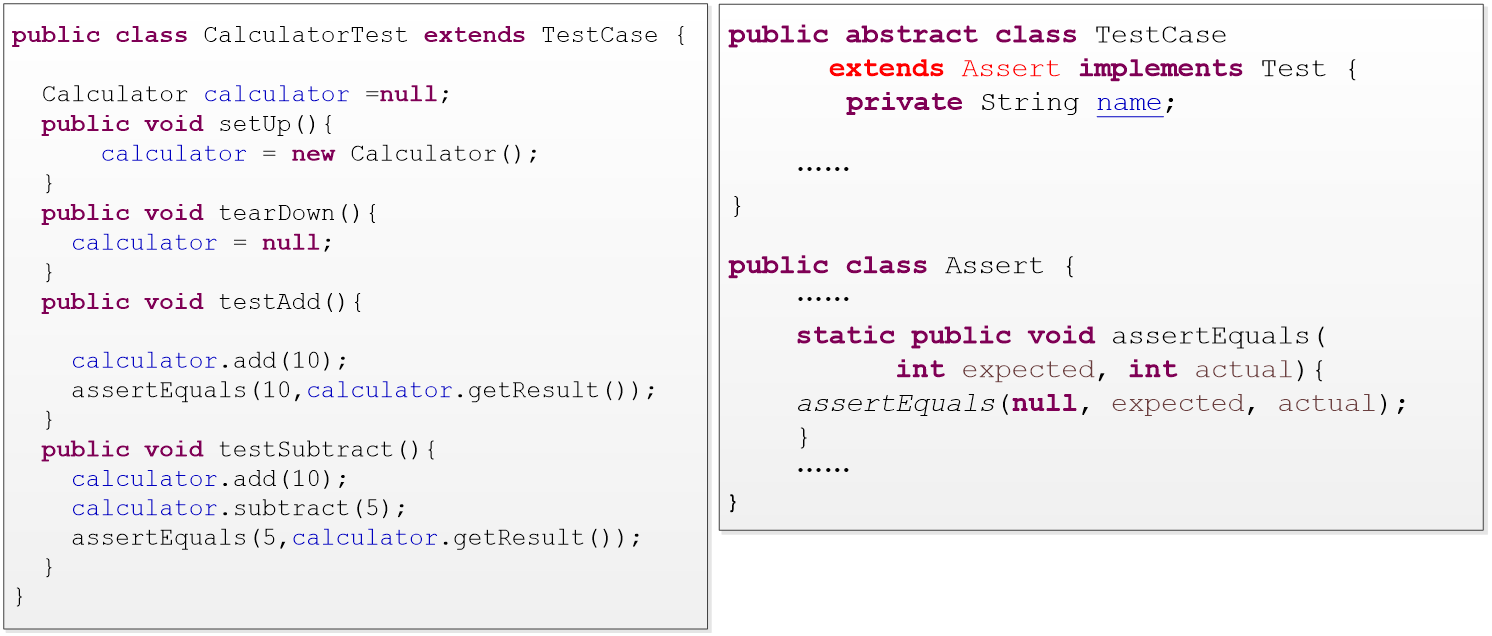 public class CalculatorTest extends TestCase {
Calculator calculator =null;
public void setUp(){
calculator = new Calculator();
}
public void tearDown(){
calculator = null;
}
public void testAdd(){
calculator.add(10);
assertEquals(10,calculator.getResult());
}
public void testSubtract(){
calculator.add(10);
calculator.subtract(5);
assertEquals(5,calculator.getResult());
}
}
public abstract class TestCase
extends Assert implements Test {
private String name;
……
}
public class Assert {
……
static public void assertEquals(
int expected, int actual){
assertEquals(null, expected, actual);
}
……
}